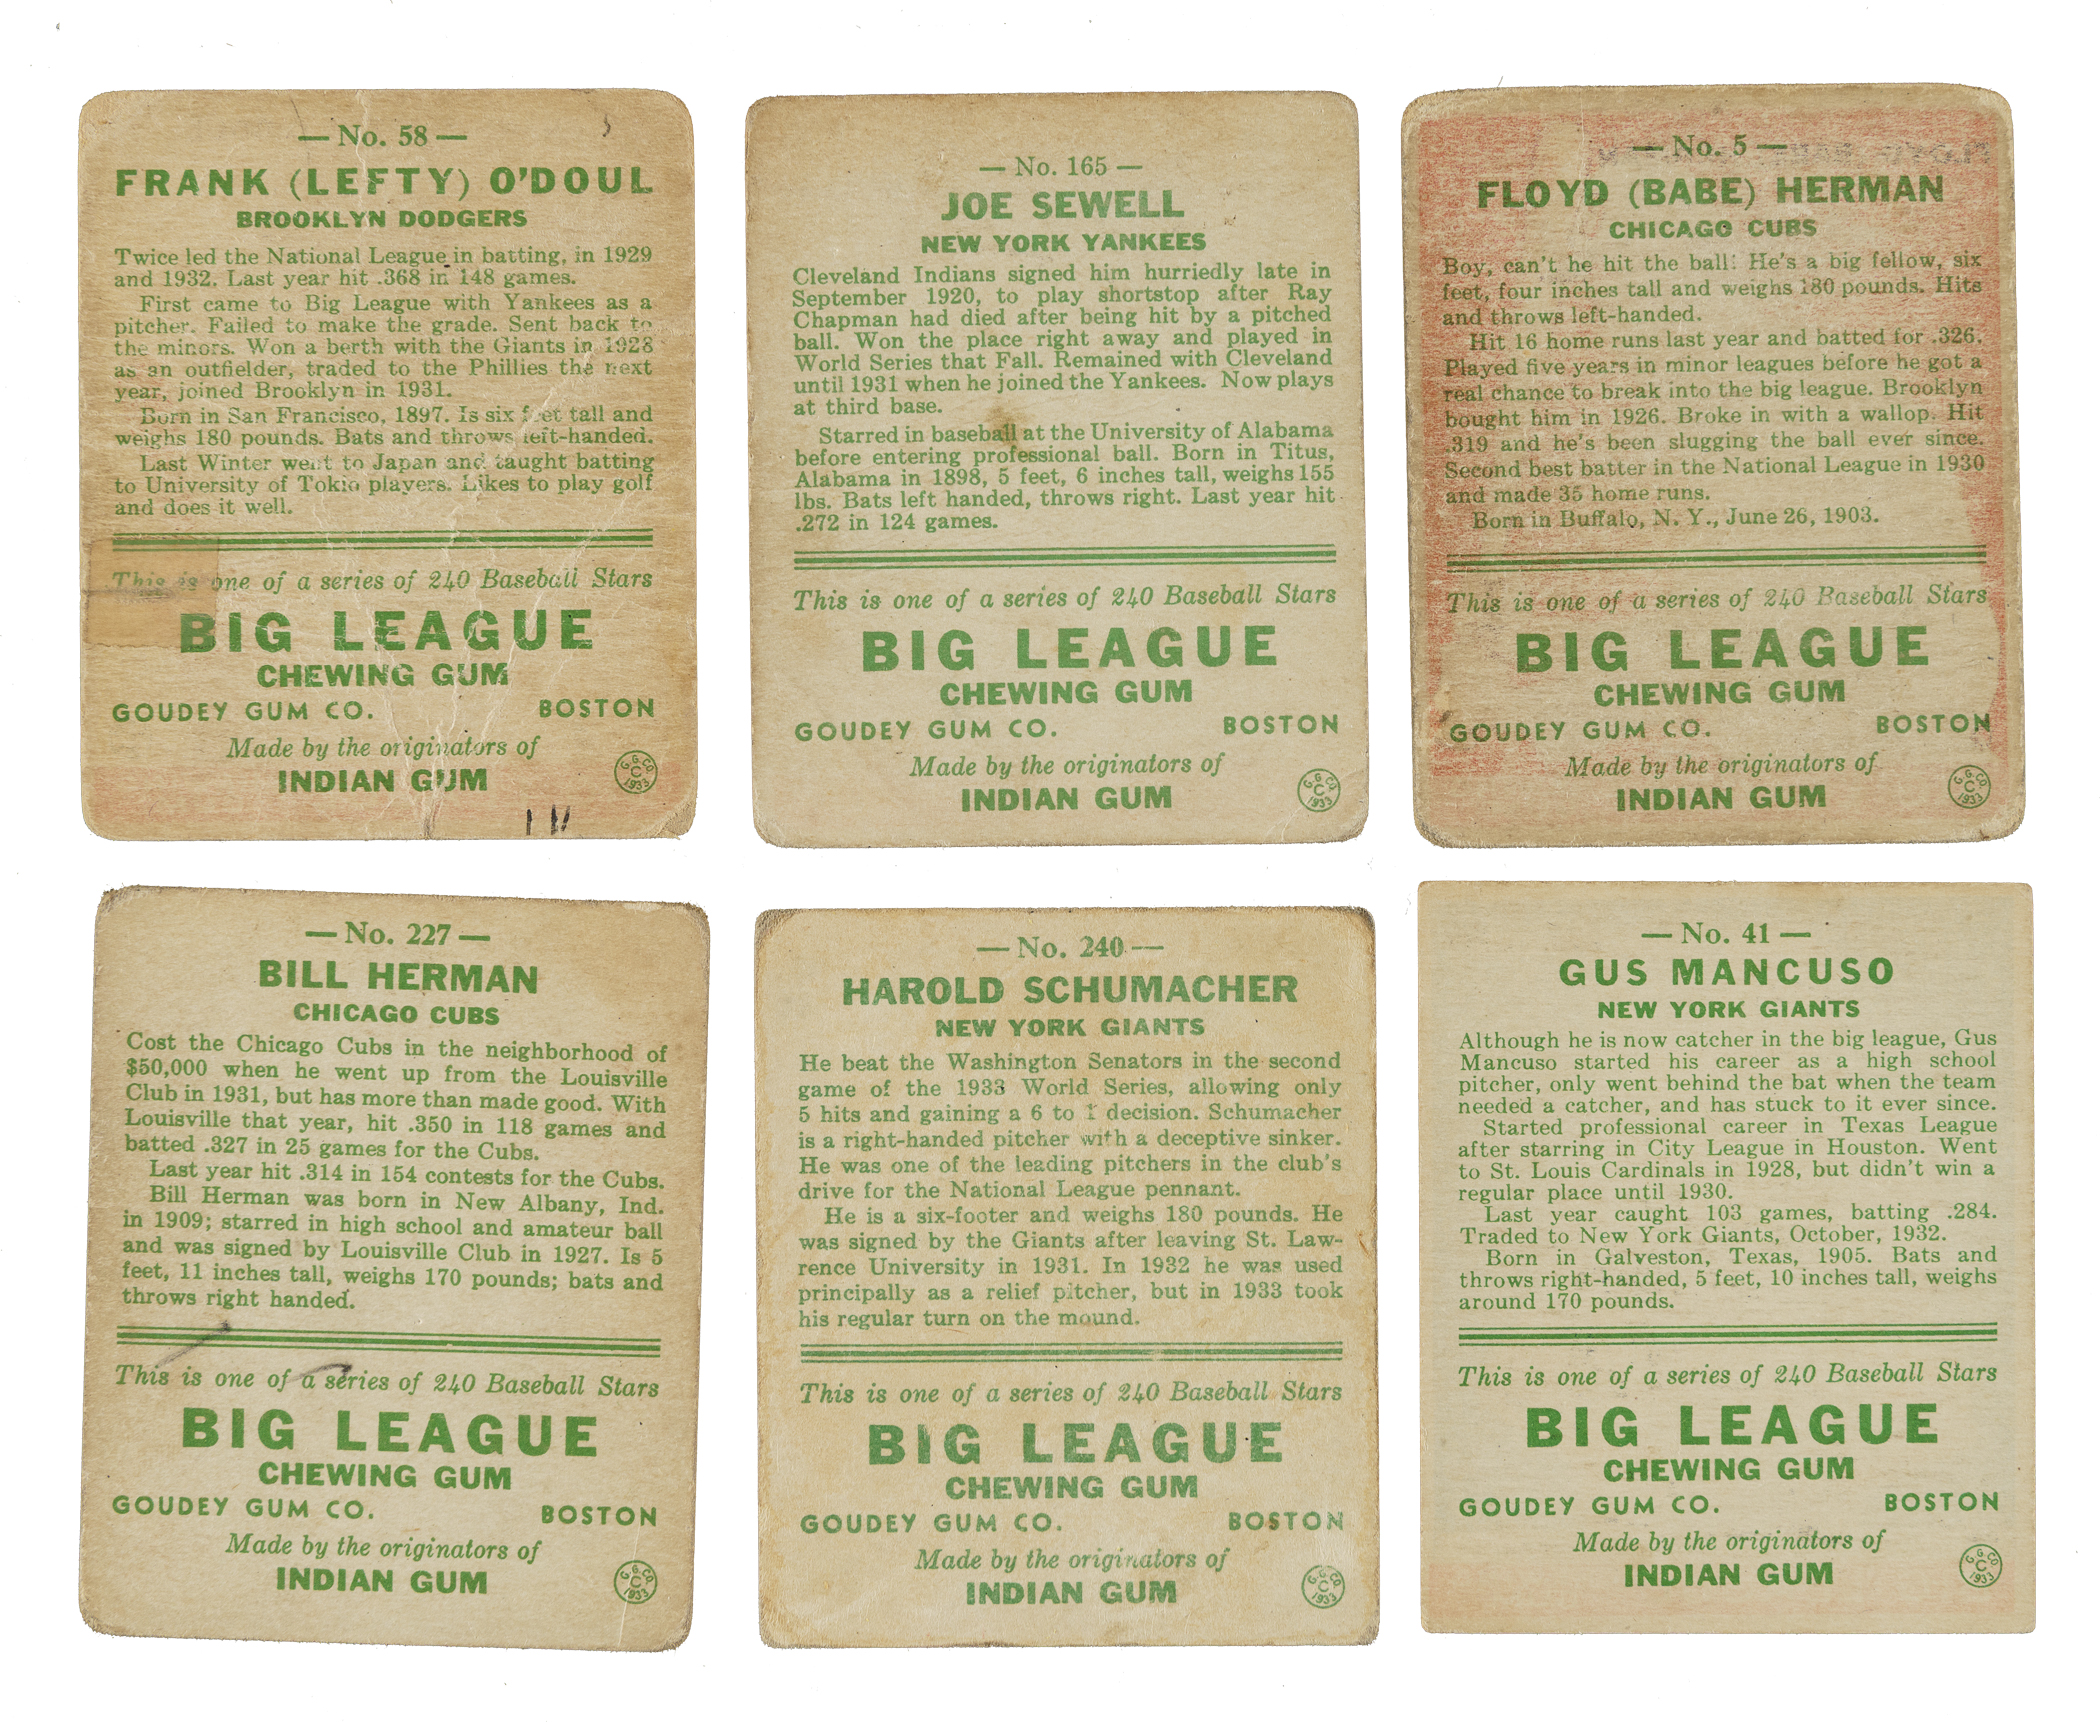 — No. 58 —
FRANK (LEFTY) O'DOUL
BROOKLYN DODGERS
Twice led the National League in batting, in 1929
and 1932. Last year hit .368 in 148 games.
First came to Big League with Yankees as a
pitcher. Failed to make the grade. Sent back to
the minors. Won a berth with the Giants in 1928
as an outfielder, traded to the Phillies the next
year, joined Brooklyn in 1931.
Born in San Francisco, 1897. Is six feet tall and
weighs 180 pounds. Bats and throws left-handed.
Last Winter went to Japan and taught batting
to University of Tokio players. Likes to play golf
and does it well.
This is one of a series of 240 Baseball Stars
BIG LEAGUE
CHEWING GUM
GOUDEY GUM CO. BOSTON
Made by the originators of
INDIAN GUM
G.G.CO.
C
1933
— No. 165 —
JOE SEWELL
NEW YORK YANKEES
Cleveland Indians signed him hurriedly late in
September 1920, to play shortstop after Ray
Chapman had died after being hit by a pitched
ball. Won the place right away and played in
World Series that Fall. Remained with Cleveland
until 1931 when he joined the Yankees. Now plays
at third base.
Starred in baseball at the University of Alabama
before entering professional ball. Born in Titus,
Alabama in 1898, 5 feet, 6 inches tall, weighs 155
lbs. Bats left handed, throws right. Last year hit
.272 in 124 games.
This is one of a series of 240 Baseball Stars
BIG LEAGUE
CHEWING GUM
GOUDEY GUM CO. BOSTON
Made by the originators of
INDIAN GUM
G.G.CO.
C
1933
— No. 5 —
FLOYD (BABE) HERMAN
CHICAGO CUBS
Boy, can't he hit the ball! He's a big fellow, six
feet, four inches tall and weighs 180 pounds. Hits
and throws left-handed.
Hit 16 home runs last year and batted for .326.
Played five years in minor leagues before he got a
real chance to break into the big league. Brooklyn
bought him in 1926. Broke in with a wallop. Hit
.319 and he's been slugging the ball ever since.
Second best batter in the National League in 1930
and made 35 home runs.
Born in Buffalo, N. Y., June 26, 1903.
This is one of a series of 240 Baseball Stars
BIG LEAGUE
CHEWING GUM
GOUDEY GUM CO. BOSTON
Made by the originators of
INDIAN GUM
G.G.CO.
C
1933
— No. 227 —
BILL HERMAN
CHICAGO CUBS
Cost the Chicago Cubs in the neighborhood of
$50,000 when he went up from the Louisville
Club in 1931, but has more than made good. With
Louisville that year, hit .350 in 118 games and
batted .327 in 25 games for the Cubs.
Last year hit .314 in 154 contests for the Cubs.
Bill Herman was born in New Albany, Ind.
in 1909; starred in high school and amateur ball
and was signed by Louisville Club in 1927. Is 5
feet, 11 inches tall, weighs 170 pounds; bats and
throws right handed.
This is one of a series of 240 Baseball Stars
BIG LEAGUE
CHEWING GUM
GOUDEY GUM CO. BOSTON
Made by the originators of
INDIAN GUM
G.G.CO.
C
1933
— No. 240 —
HAROLD SCHUMACHER
NEW YORK GIANTS
He beat the Washington Senators in the second
game of the 1933 World Series, allowing only
5 hits and gaining a 6 to 1 decision. Schumacher
is a right-handed pitcher with a deceptive sinker.
He was one of the leading pitchers in the club's
drive for the National League pennant.
He is a six-footer and weighs 180 pounds. He
was signed by the Giants after leaving St. Law-
rence University in 1931. In 1932 he was used
principally as a relief pitcher, but in 1933 took
his regular turn on the mound.
This is one of a series of 240 Baseball Stars
BIG LEAGUE
CHEWING GUM
GOUDEY GUM CO. BOSTON
Made by the originators of
INDIAN GUM
G.G.CO.
C
1933
— No. 41 —
GUS MANCUSO
NEW YORK GIANTS
Although he is now catcher in the big league, Gus
Mancuso started his career as a high school
pitcher, only went behind the bat when the team
needed a catcher, and has stuck to it ever since.
Started professional career in Texas League
after starring in City League in Houston. Went
to St. Louis Cardinals in 1928, but didn't win a
regular place until 1930.
Last year caught 103 games, batting .284.
Traded to New York Giants, October, 1932.
Born in Galveston, Texas, 1905. Bats and
throws right-handed, 5 feet, 10 inches tall, weighs
around 170 pounds.
This is one of a series of 240 Baseball Stars
BIG LEAGUE
CHEWING GUM
GOUDEY GUM CO. BOSTON
Made by the originators of
INDIAN GUM
G.G.CO.
C
1933